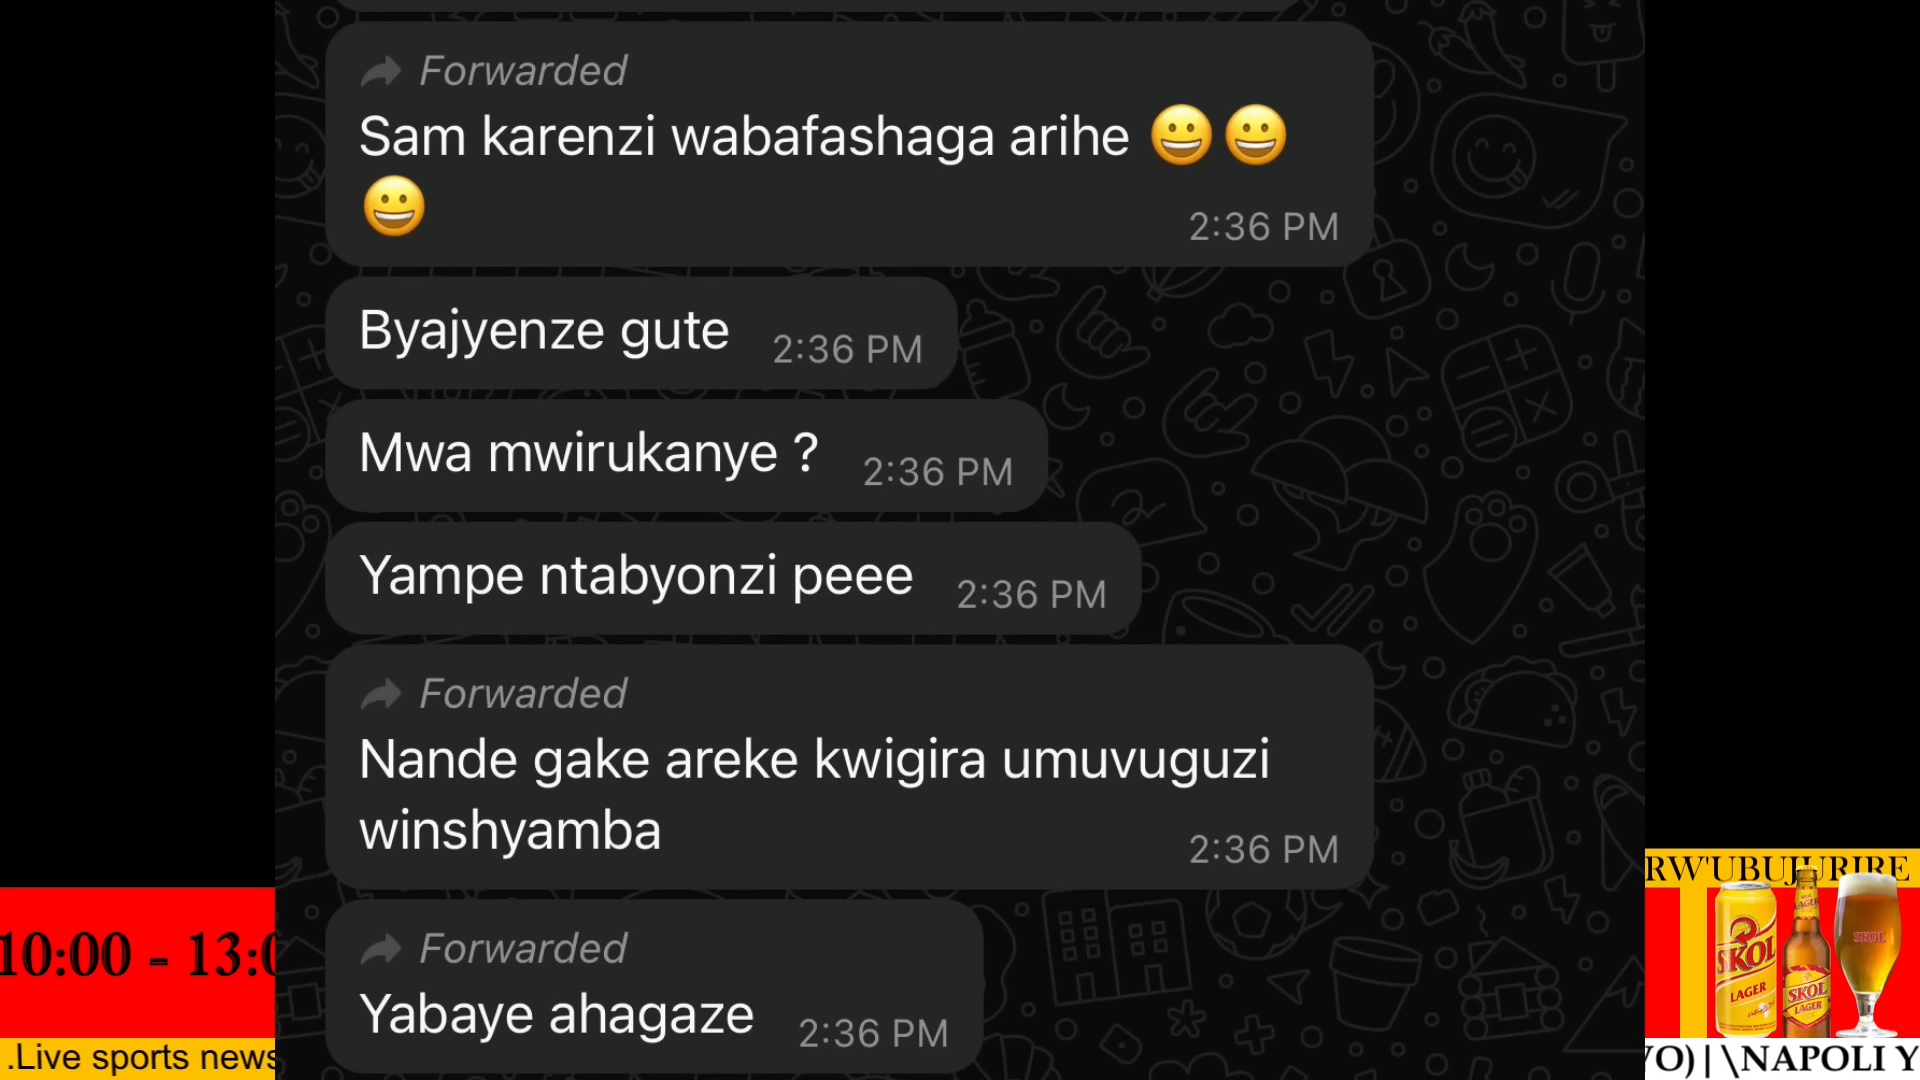 Forwarded
Sam karenzi wabafashaga arihe 😀😀
😀
2:36 PM
Byajyenze gute 2:36 PM
Mwa mwirukanye ? 2:36 PM
Yampe ntabyonzi peee 2:36 PM
Forwarded
Nande gake areke kwigira umuvuguzi
winshyamba
2:36 PM
Forwarded
Yabaye ahagaze 2:36 PM
10:00 - 13:0
.Live sports news
RW'UBUJURIRE
SKOL
LAGER
SKOL
LAGER
SKOL
O) | \NAPOLI Y